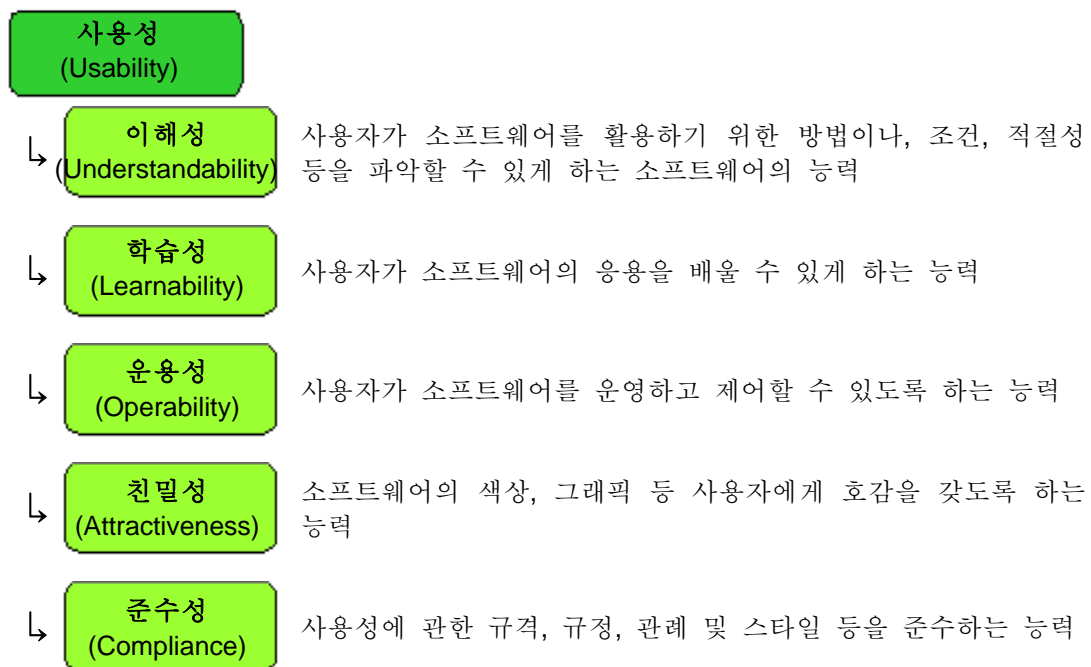 사용성
(Usability)
이해성
(Understandability)
사용자가 소프트웨어를 활용하기 위한 방법이나, 조건, 적절성
등을 파악할 수 있게 하는 소프트웨어의 능력
학습성
(Learnability)
사용자가 소프트웨어의 응용을 배울 수 있게 하는 능력
운용성
(Operability)
사용자가 소프트웨어를 운영하고 제어할 수 있도록 하는 능력
친밀성
(Attractiveness)
소프트웨어의 색상, 그래픽 등 사용자에게 호감을 갖도록 하는
능력
준수성
(Compliance)
사용성에 관한 규격, 규정, 관례 및 스타일 등을 준수하는 능력